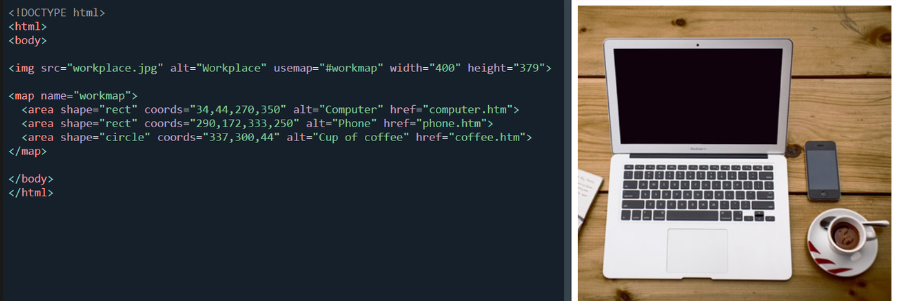 <!DOCTYPE html>
<html>
<body>
<img src="workplace.jpg" alt="Workplace" usemap="#workmap" width="400" height="379">
<map name="workmap">
<area shape="rect" coords="34,44,270,350" alt="Computer" href="computer.htm">
<area shape="rect" coords="290,172,333,250" alt="Phone" href="phone.htm">
<area shape="circle" coords="337,300,44" alt="Cup of coffee" href="coffee.htm">
</map>
</body>
</html>